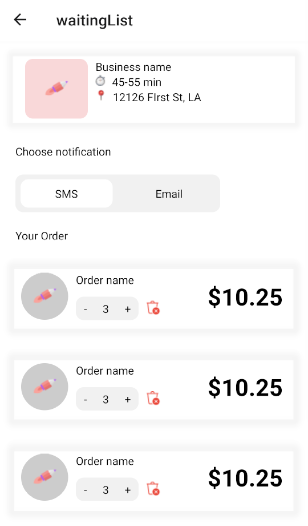 waitingList
Business name
45-55 min
12126 FIrst St, LA
Choose notification
SMS Email
Your Order
Order name
- 3 + $10.25
Order name
- 3 + $10.25
Order name
- 3 + $10.25